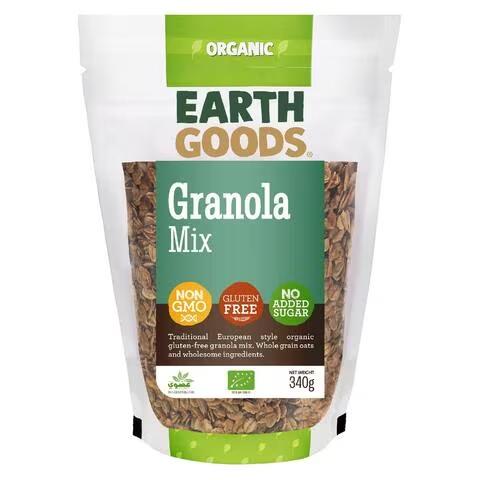 ORGANIC
EARTH
GOODS®
Granola
Mix
NON
GMO
GLUTEN
FREE
NO
ADDED
SUGAR
Traditional European style organic
gluten-free granola mix. Whole grain oats
and wholesome ingredients.
عضوي
NET WEIGHT
340g